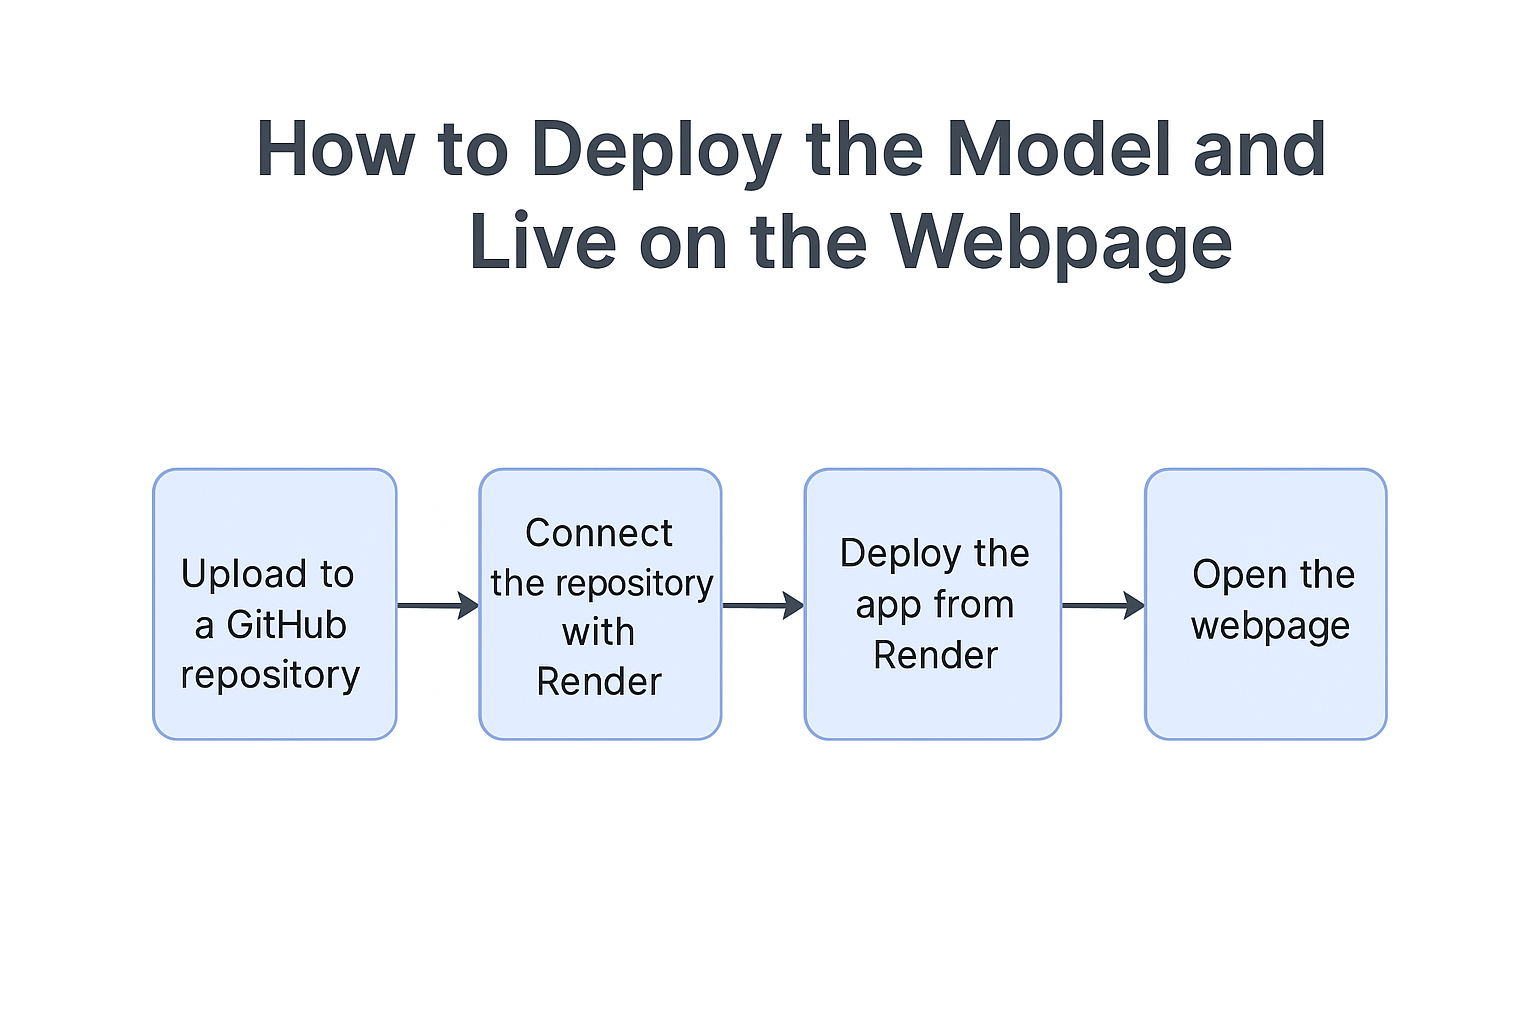 How to Deploy the Model and
Live on the Webpage
Upload to
a GitHub
repository
Connect
the repository
with
Render
Deploy the
app from
Render
Open the
webpage